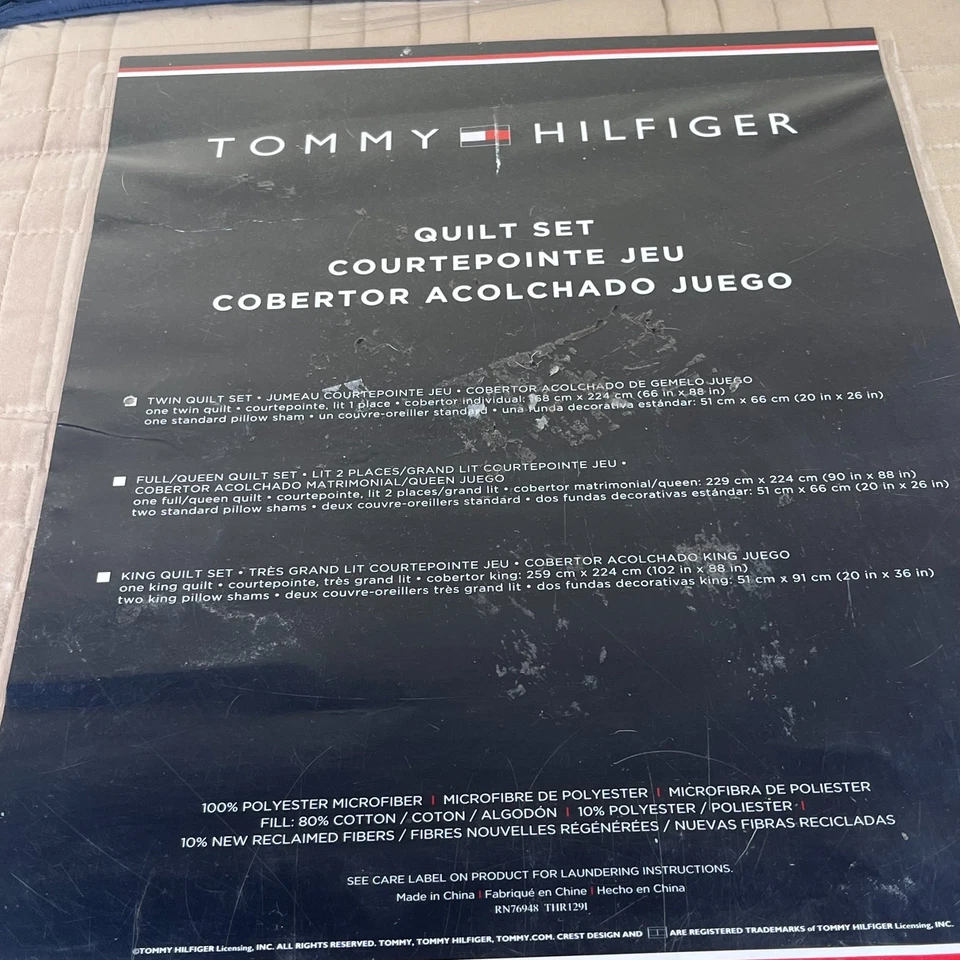 TOMMY HILFIGER
QUILT SET
COURTEPOINTE JEU
COBERTOR ACOLCHADO JUEGO
TWIN QUILT SET • JUMEAU COURTEPOINTE JEU • COBERTOR ACOLCHADO DE GEMELO JUEGO
one twin quilt • courtepointe, lit 1 place • cobertor individual: 168 cm x 224 cm (66 in x 88 in)
one standard pillow sham • un couvre-oreiller standard • una funda decorativa estándar: 51 cm x 66 cm (20 in x 26 in)
FULL/QUEEN QUILT SET • LIT 2 PLACES/GRAND LIT COURTEPOINTE JEU •
COBERTOR ACOLCHADO MATRIMONIAL/QUEEN JUEGO
one full/queen quilt • courtepointe, lit 2 places/grand lit • cobertor matrimonial/queen: 229 cm x 224 cm (90 in x 88 in)
two standard pillow shams • deux couvre-oreillers standard • dos fundas decorativas estándar: 51 cm x 66 cm (20 in x 26 in)
KING QUILT SET • TRÈS GRAND LIT COURTEPOINTE JEU • COBERTOR ACOLCHADO KING JUEGO
one king quilt • courtepointe, très grand lit • cobertor king: 259 cm x 224 cm (102 in x 88 in)
two king pillow shams • deux couvre-oreillers très grand lit • dos fundas decorativas king: 51 cm x 91 cm (20 in x 36 in)
100% POLYESTER MICROFIBER | MICROFIBRE DE POLYESTER | MICROFIBRA DE POLIESTER
FILL: 80% COTTON / COTON / ALGODÓN | 10% POLYESTER / POLIESTER |
10% NEW RECLAIMED FIBERS / FIBRES NOUVELLES RÉGÉNÉRÉES / NUEVAS FIBRAS RECICLADAS
SEE CARE LABEL ON PRODUCT FOR LAUNDERING INSTRUCTIONS.
Made in China | Fabriqué en Chine | Hecho en China
RN76948 THR1291
©TOMMY HILFIGER Licensing, INC. ALL RIGHTS RESERVED. TOMMY, TOMMY HILFIGER, TOMMY.COM. CREST DESIGN AND ARE REGISTERED TRADEMARKS of TOMMY HILFIGER Licensing, INC.